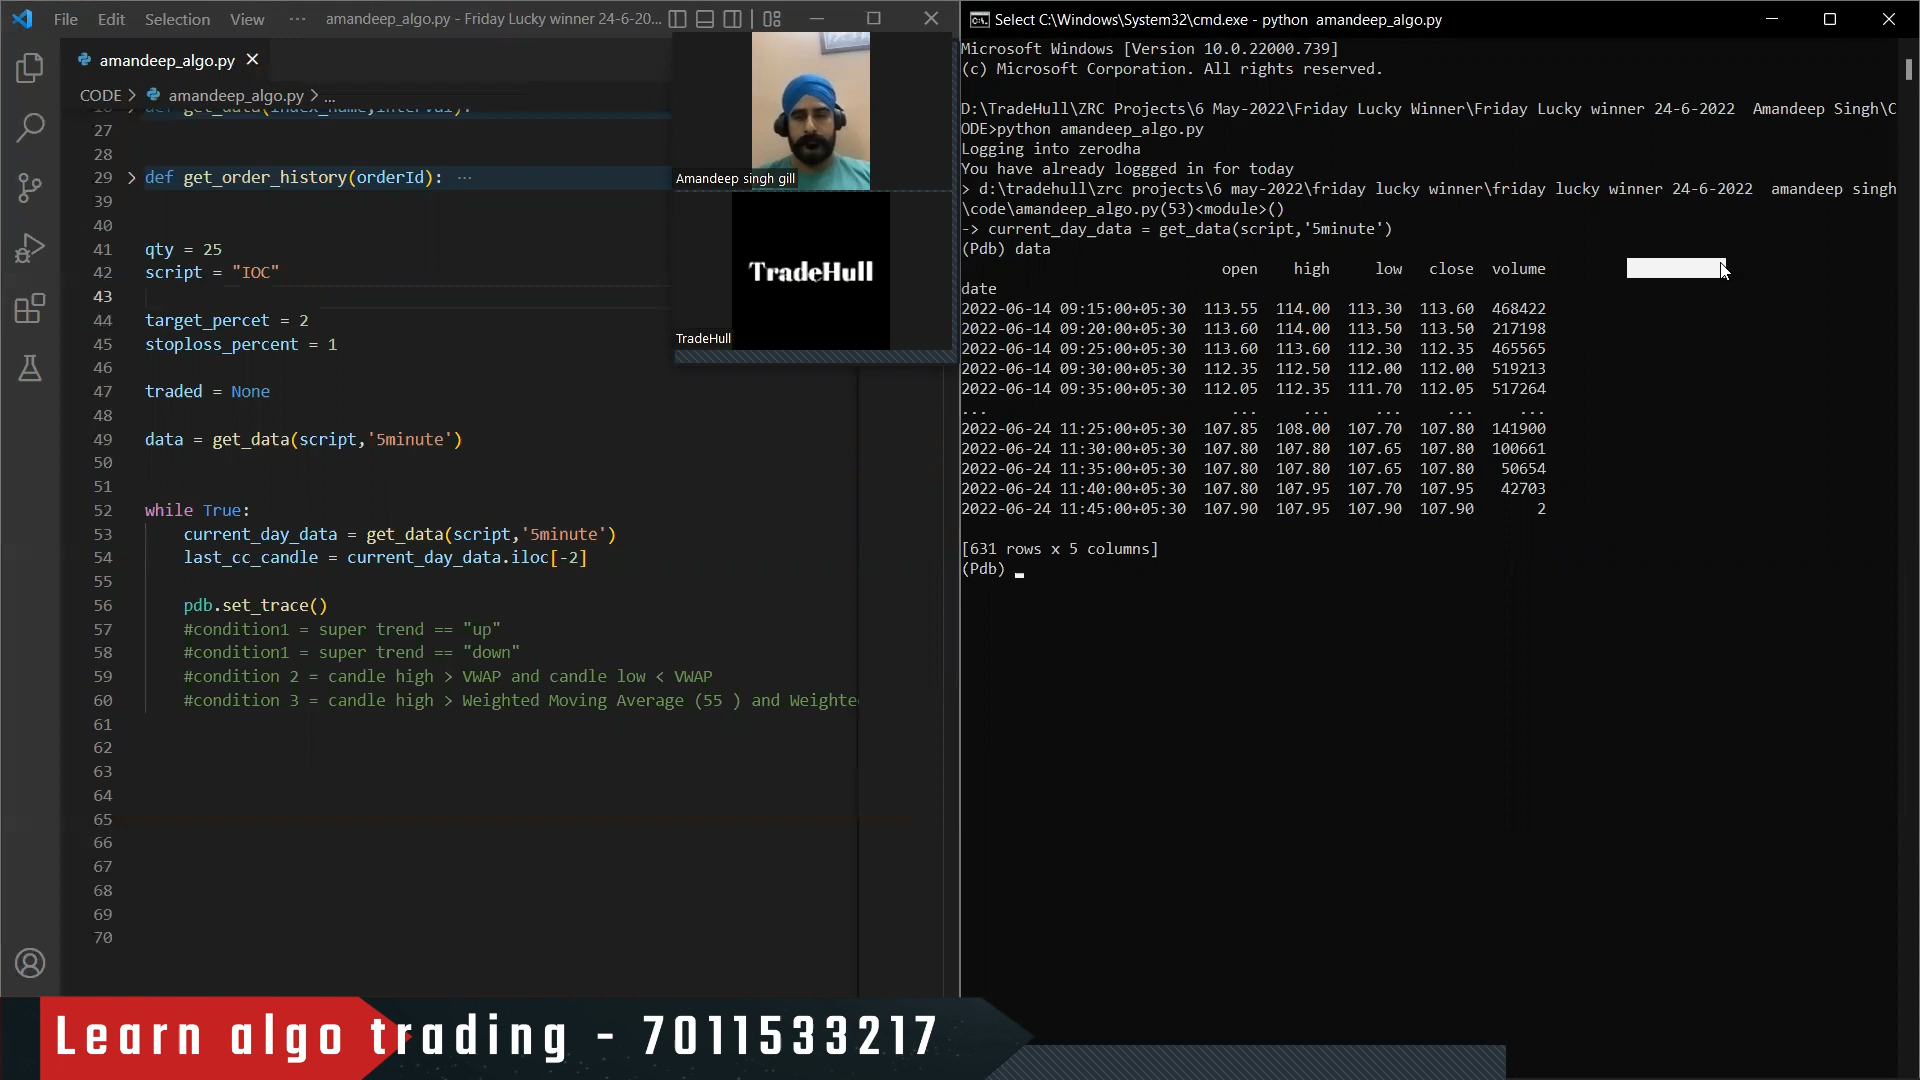 File Edit Selection View ··· amandeep_algo.py - Friday Lucky winner 24-6-20...
amandeep_algo.py
CODE > amandeep_algo.py > ...
27
28
29 def get_order_history(orderId): ···
39
40
41 qty = 25
42 script = "IOC"
43
44 target_percet = 2
45 stoploss_percent = 1
46
47 traded = None
48
49 data = get_data(script,'5minute')
50
51
52 while True:
53 current_day_data = get_data(script,'5minute')
54 last_cc_candle = current_day_data.iloc[-2]
55
56 pdb.set_trace()
57 #condition1 = super trend == "up"
58 #condition1 = super trend == "down"
59 #condition 2 = candle high > VWAP and candle low < VWAP
60 #condition 3 = candle high > Weighted Moving Average (55 ) and Weighte
61
62
63
64
65
66
67
68
69
70
Amandeep singh gill
TradeHull
TradeHull
Select C:\Windows\System32\cmd.exe - python amandeep_algo.py
Microsoft Windows [Version 10.0.22000.739]
(c) Microsoft Corporation. All rights reserved.
D:\TradeHull\ZRC Projects\6 May-2022\Friday Lucky Winner\Friday Lucky winner 24-6-2022  Amandeep Singh\C
ODE>python amandeep_algo.py
Logging into zerodha
You have already loggged in for today
> d:\tradehull\zrc projects\6 may-2022\friday lucky winner\friday lucky winner 24-6-2022  amandeep singh
\code\amandeep_algo.py(53)<module>()
-> current_day_data = get_data(script,'5minute')
(Pdb) data
open high low close volume
date
2022-06-14 09:15:00+05:30 113.55 114.00 113.30 113.60 468422
2022-06-14 09:20:00+05:30 113.60 114.00 113.50 113.50 217198
2022-06-14 09:25:00+05:30 113.60 113.60 112.30 112.35 465565
2022-06-14 09:30:00+05:30 112.35 112.50 112.00 112.00 519213
2022-06-14 09:35:00+05:30 112.05 112.35 111.70 112.05 517264
... ... ... ... ... ...
2022-06-24 11:25:00+05:30 107.85 108.00 107.70 107.80 141900
2022-06-24 11:30:00+05:30 107.80 107.80 107.65 107.80 100661
2022-06-24 11:35:00+05:30 107.80 107.80 107.65 107.80 50654
2022-06-24 11:40:00+05:30 107.80 107.95 107.70 107.95 42703
2022-06-24 11:45:00+05:30 107.90 107.95 107.90 107.90 2
[631 rows x 5 columns]
(Pdb)
Learn algo trading - 7011533217